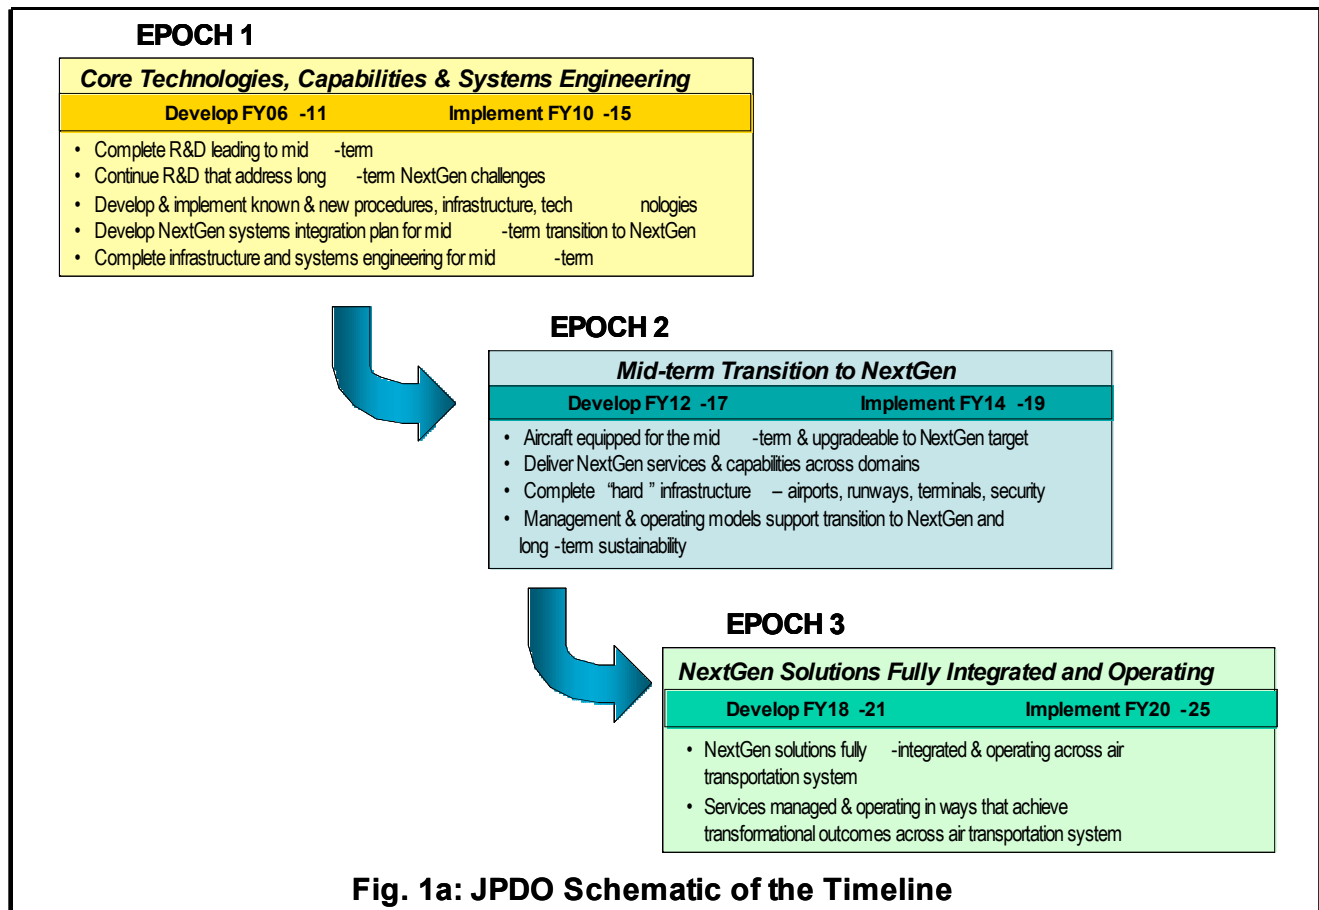 EPOCH 1
Core Technologies, Capabilities & Systems Engineering
Develop FY06 -11 Implement FY10 -15
• Complete R&D leading to mid -term
• Continue R&D that address long -term NextGen challenges
• Develop & implement known & new procedures, infrastructure, tech nologies
• Develop NextGen systems integration plan for mid -term transition to NextGen
• Complete infrastructure and systems engineering for mid -term
EPOCH 2
Mid-term Transition to NextGen
Develop FY12 -17 Implement FY14 -19
• Aircraft equipped for the mid -term & upgradeable to NextGen target
• Deliver NextGen services & capabilities across domains
• Complete “hard ” infrastructure – airports, runways, terminals, security
• Management & operating models support transition to NextGen and
long -term sustainability
EPOCH 3
NextGen Solutions Fully Integrated and Operating
Develop FY18 -21 Implement FY20 -25
• NextGen solutions fully -integrated & operating across air
transportation system
• Services managed & operating in ways that achieve
transformational outcomes across air transportation system
Fig. 1a: JPDO Schematic of the Timeline